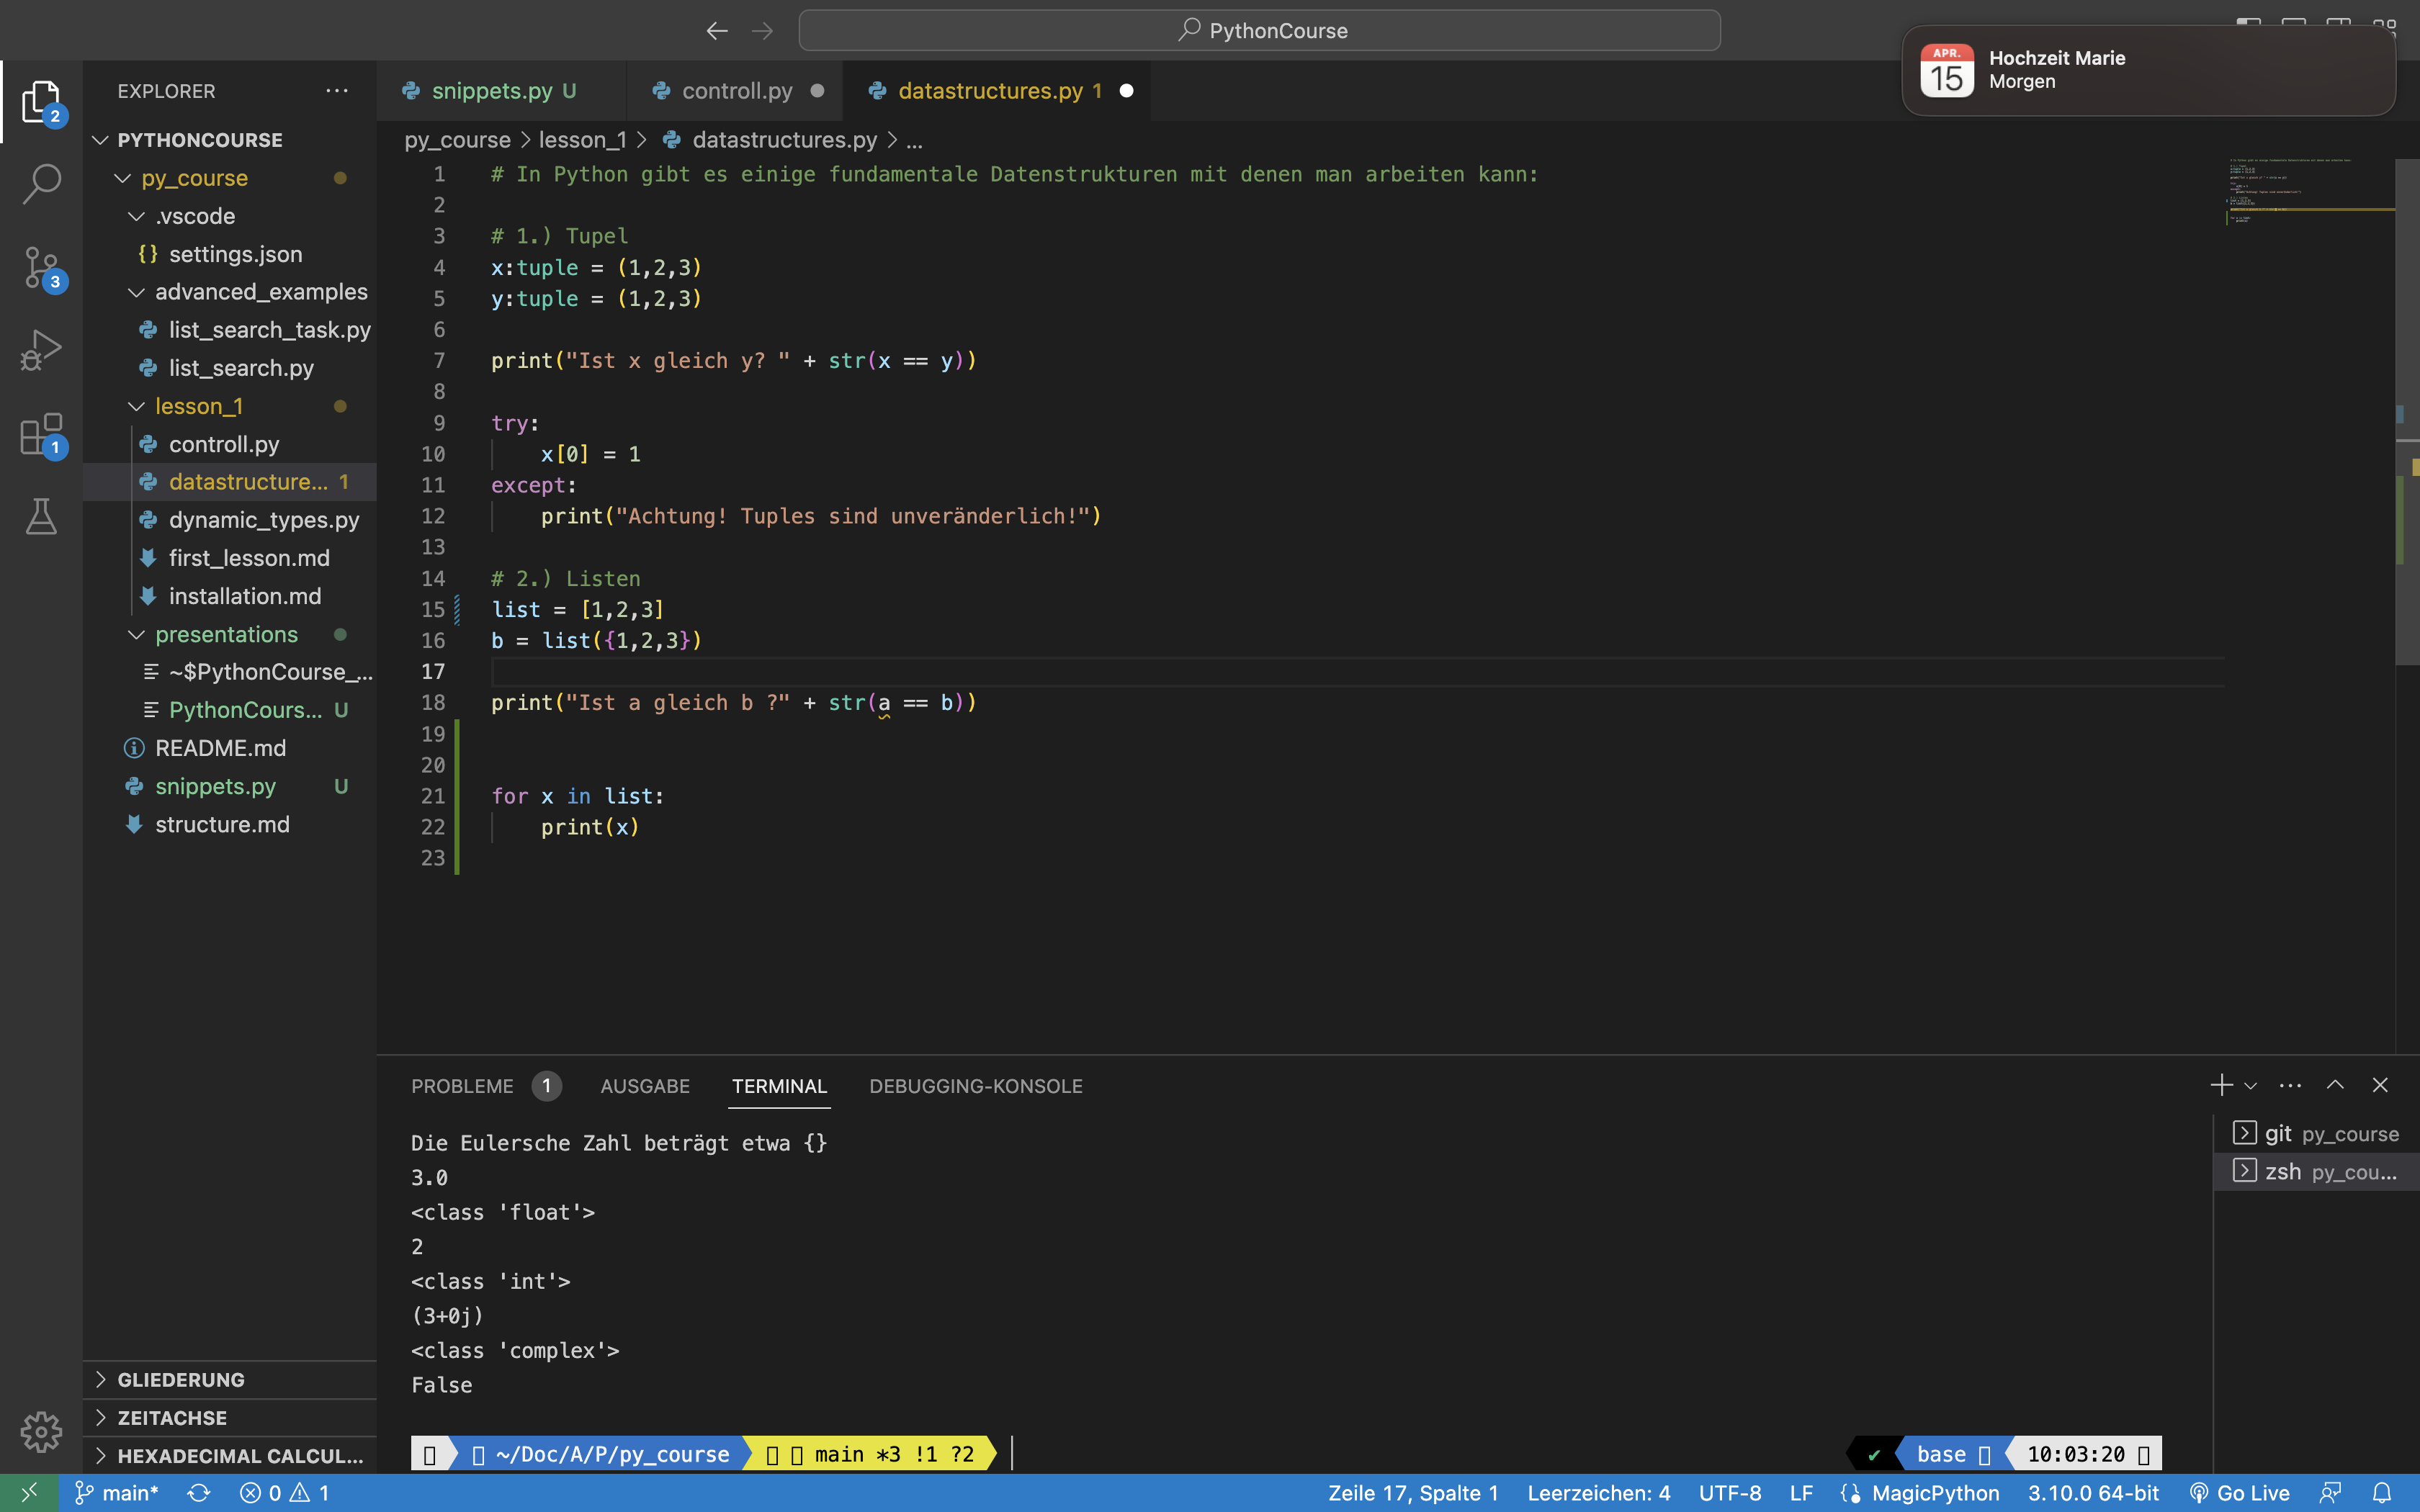 PythonCourse
APR.
15
Hochzeit Marie
Morgen
EXPLORER
2
3
1
PYTHONCOURSE
py_course
.vscode
{} settings.json
advanced_examples
list_search_task.py
list_search.py
lesson_1
controll.py
datastructure... 1
dynamic_types.py
first_lesson.md
installation.md
presentations
~$PythonCourse_...
PythonCours... U
README.md
snippets.py U
structure.md
GLIEDERUNG
ZEITACHSE
HEXADECIMAL CALCUL...
snippets.py U
controll.py
datastructures.py 1
py_course > lesson_1 > datastructures.py > ...
1 # In Python gibt es einige fundamentale Datenstrukturen mit denen man arbeiten kann:
2
3 # 1.) Tupel
4 x:tuple = (1,2,3)
5 y:tuple = (1,2,3)
6
7 print("Ist x gleich y? " + str(x == y))
8
9 try:
10 x[0] = 1
11 except:
12 print("Achtung! Tuples sind unveränderlich!")
13
14 # 2.) Listen
15 list = [1,2,3]
16 b = list({1,2,3})
17
18 print("Ist a gleich b ?" + str(a == b))
19
20
21 for x in list:
22 print(x)
23
PROBLEME 1 AUSGABE TERMINAL DEBUGGING-KONSOLE
Die Eulersche Zahl beträgt etwa {}
3.0
<class 'float'>
2
<class 'int'>
(3+0j)
<class 'complex'>
False
~/Doc/A/P/py_course main *3 !1 ?2
✔ base 10:03:20
git py_course
zsh py_cou...
main* 0 1
Zeile 17, Spalte 1 Leerzeichen: 4 UTF-8 LF MagicPython 3.10.0 64-bit Go Live